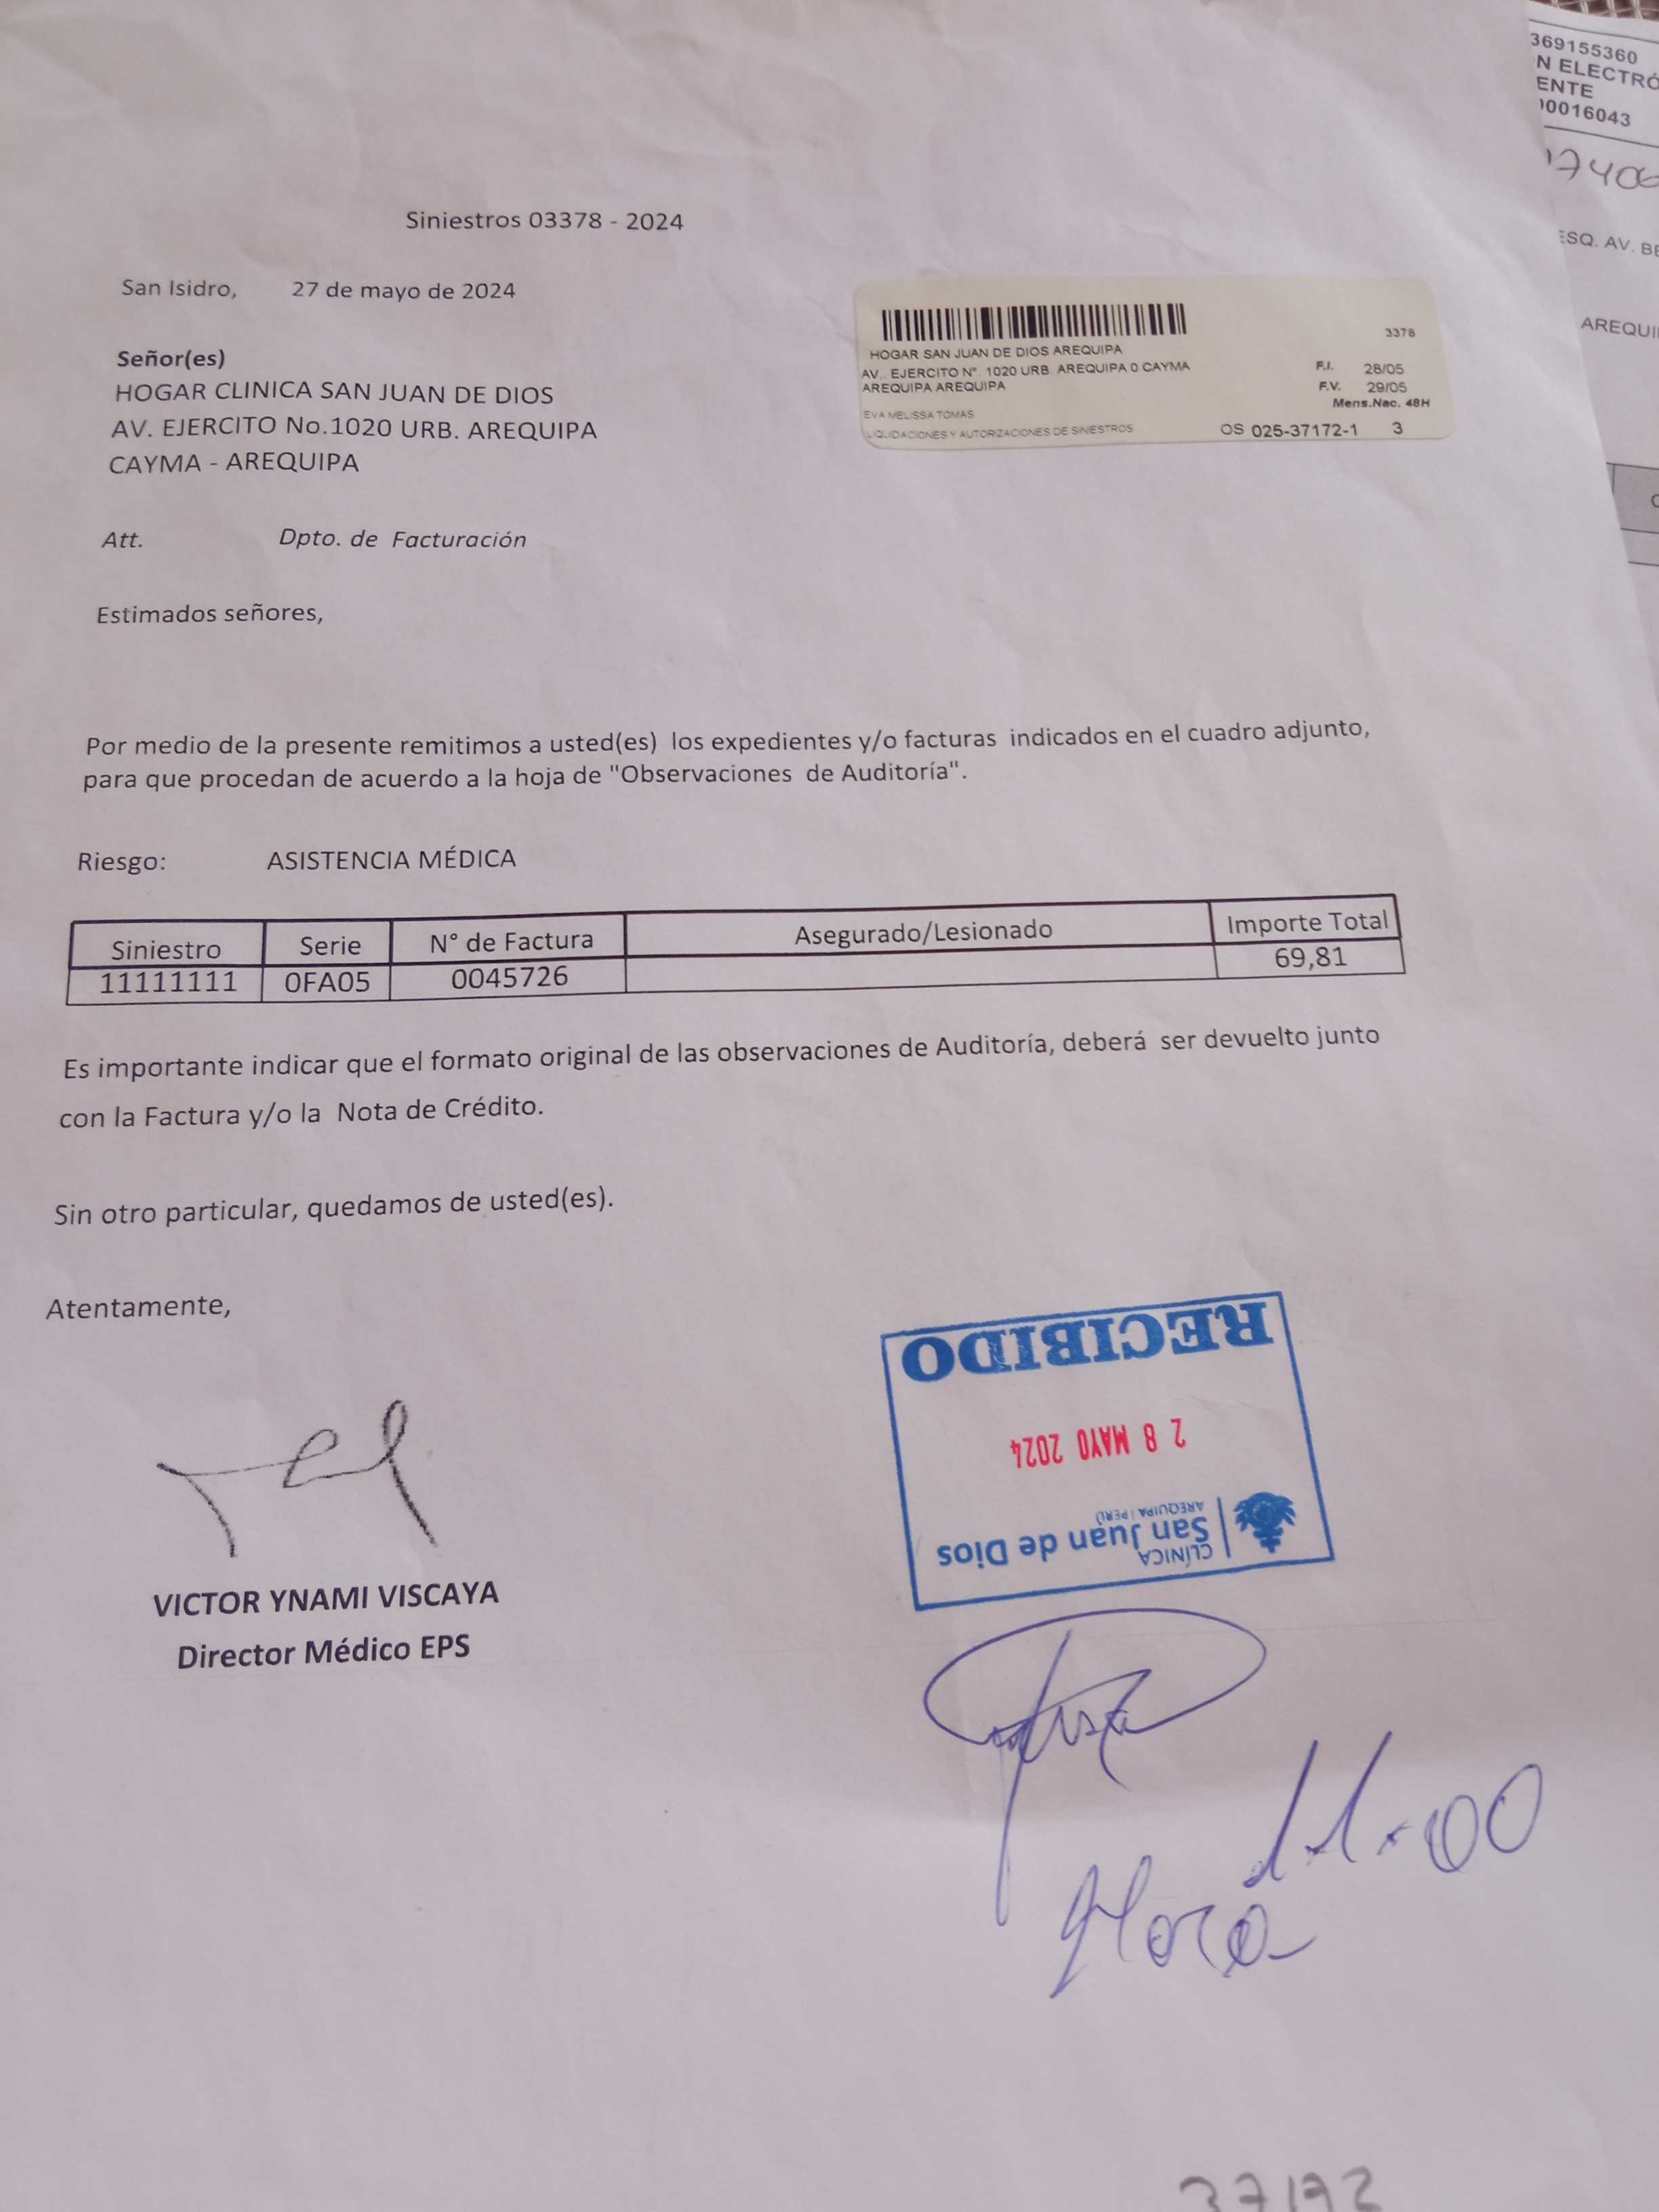 369155360
N ELECTRÓ
ENTE
00016043
17406
ESQ. AV. BE
AREQUI
Siniestros 03378 - 2024
San Isidro, 27 de mayo de 2024
Señor(es)
HOGAR CLINICA SAN JUAN DE DIOS
AV. EJERCITO No.1020 URB. AREQUIPA
CAYMA - AREQUIPA
3378
HOGAR SAN JUAN DE DIOS AREQUIPA
AV.. EJERCITO N°. 1020 URB. AREQUIPA 0 CAYMA
AREQUIPA AREQUIPA
F.I. 28/05
F.V. 29/05
Mens.Nac. 48H
EVA MELISSA TOMAS
LIQUIDACIONES Y AUTORIZACIONES DE SINIESTROS
OS 025-37172-1 3
Att. Dpto. de Facturación
Estimados señores,
Por medio de la presente remitimos a usted(es) los expedientes y/o facturas indicados en el cuadro adjunto,
para que procedan de acuerdo a la hoja de "Observaciones de Auditoría".
Riesgo: ASISTENCIA MÉDICA
Siniestro Serie N° de Factura Asegurado/Lesionado Importe Total
11111111 0FA05 0045726 69,81
Es importante indicar que el formato original de las observaciones de Auditoría, deberá ser devuelto junto
con la Factura y/o la Nota de Crédito.
Sin otro particular, quedamos de usted(es).
Atentamente,
VICTOR YNAMI VISCAYA
Director Médico EPS
CLÍNICA
San Juan de Dios
AREQUIPA | PERÚ
28 MAYO 2024
RECIBIDO
Hora 11:00
37172